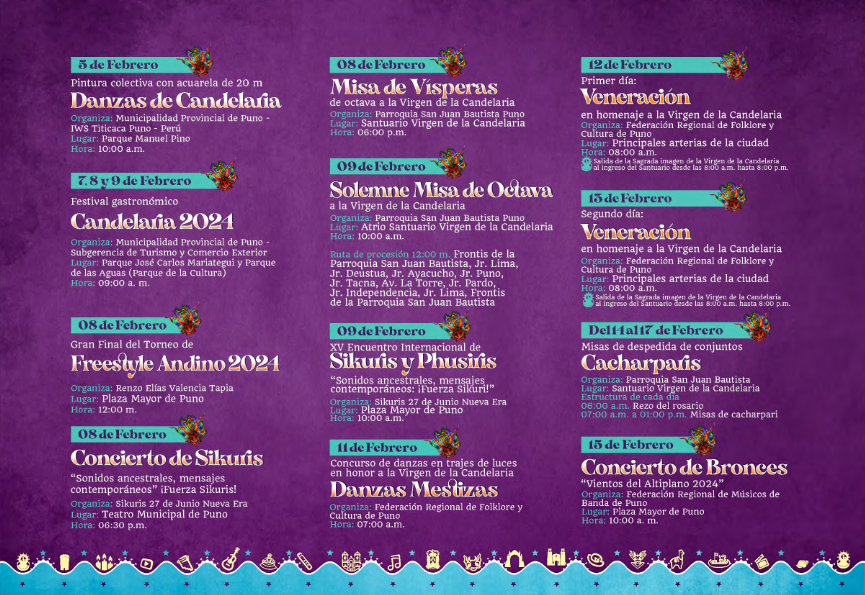 5 de Febrero
Pintura colectiva con acuarela de 20 m
Danzas de Candelaria
Organiza: Municipalidad Provincial de Puno -
IWS Titicaca Puno - Perú
Lugar: Parque Manuel Pino
Hora: 10:00 a.m.
7, 8 y 9 de Febrero
Festival gastronómico
Candelaria 2024
Organiza: Municipalidad Provincial de Puno -
Subgerencia de Turismo y Comercio Exterior
Lugar: Parque José Carlos Mariategui y Parque
de las Aguas (Parque de la Cultura)
Hora: 09:00 a. m.
08 de Febrero
Gran Final del Torneo de
Freestyle Andino 2024
Organiza: Renzo Elías Valencia Tapia
Lugar: Plaza Mayor de Puno
Hora: 12:00 m.
08 de Febrero
Concierto de Sikuris
“Sonidos ancestrales, mensajes
contemporáneos” ¡Fuerza Sikuris!
Organiza: Sikuris 27 de Junio Nueva Era
Lugar: Teatro Municipal de Puno
Hora: 06:30 p.m.
08 de Febrero
Misa de Vísperas
de octava a la Virgen de la Candelaria
Organiza: Parroquia San Juan Bautista Puno
Lugar: Santuario Virgen de la Candelaria
Hora: 06:00 p.m.
09 de Febrero
Solemne Misa de Octava
a la Virgen de la Candelaria
Organiza: Parroquia San Juan Bautista Puno
Lugar: Atrio Santuario Virgen de la Candelaria
Hora: 10:00 a.m.
Ruta de procesión 12:00 m. Frontis de la
Parroquia San Juan Bautista, Jr. Lima,
Jr. Deustua, Jr. Ayacucho, Jr. Puno,
Jr. Tacna, Av. La Torre, Jr. Pardo,
Jr. Independencia, Jr. Lima, Frontis
de la Parroquia San Juan Bautista
09 de Febrero
XV Encuentro Internacional de
Sikuris y Phusiris
“Sonidos ancestrales, mensajes
contemporáneos: ¡Fuerza Sikuri!”
Organiza: Sikuris 27 de Junio Nueva Era
Lugar: Plaza Mayor de Puno
Hora: 10:00 a.m.
11 de Febrero
Concurso de danzas en trajes de luces
en honor a la Virgen de la Candelaria
Danzas Mestizas
Organiza: Federación Regional de Folklore y
Cultura de Puno
Hora: 07:00 a.m.
12 de Febrero
Primer día:
Veneración
en homenaje a la Virgen de la Candelaria
Organiza: Federación Regional de Folklore y
Cultura de Puno
Lugar: Principales arterias de la ciudad
Hora: 08:00 a.m.
Salida de la Sagrada imagen de la Virgen de la Candelaria
al ingreso del Santuario desde las 8:00 a.m. hasta 8:00 p.m.
13 de Febrero
Segundo día:
Veneración
en homenaje a la Virgen de la Candelaria
Organiza: Federación Regional de Folklore y
Cultura de Puno
Lugar: Principales arterias de la ciudad
Hora: 08:00 a.m.
Salida de la Sagrada imagen de la Virgen de la Candelaria
al ingreso del Santuario desde las 8:00 a.m. hasta 8:00 p.m.
Del 14 al 17 de Febrero
Misas de despedida de conjuntos
Cacharparis
Organiza: Parroquia San Juan Bautista
Lugar: Santuario Virgen de la Candelaria
Estructura de cada día
06:00 a.m. Rezo del rosario
07:00 a.m. a 01:00 p.m. Misas de cacharpari
15 de Febrero
Concierto de Bronces
“Vientos del Altiplano 2024”
Organiza: Federación Regional de Músicos de
Banda de Puno
Lugar: Plaza Mayor de Puno
Hora: 10:00 a. m.